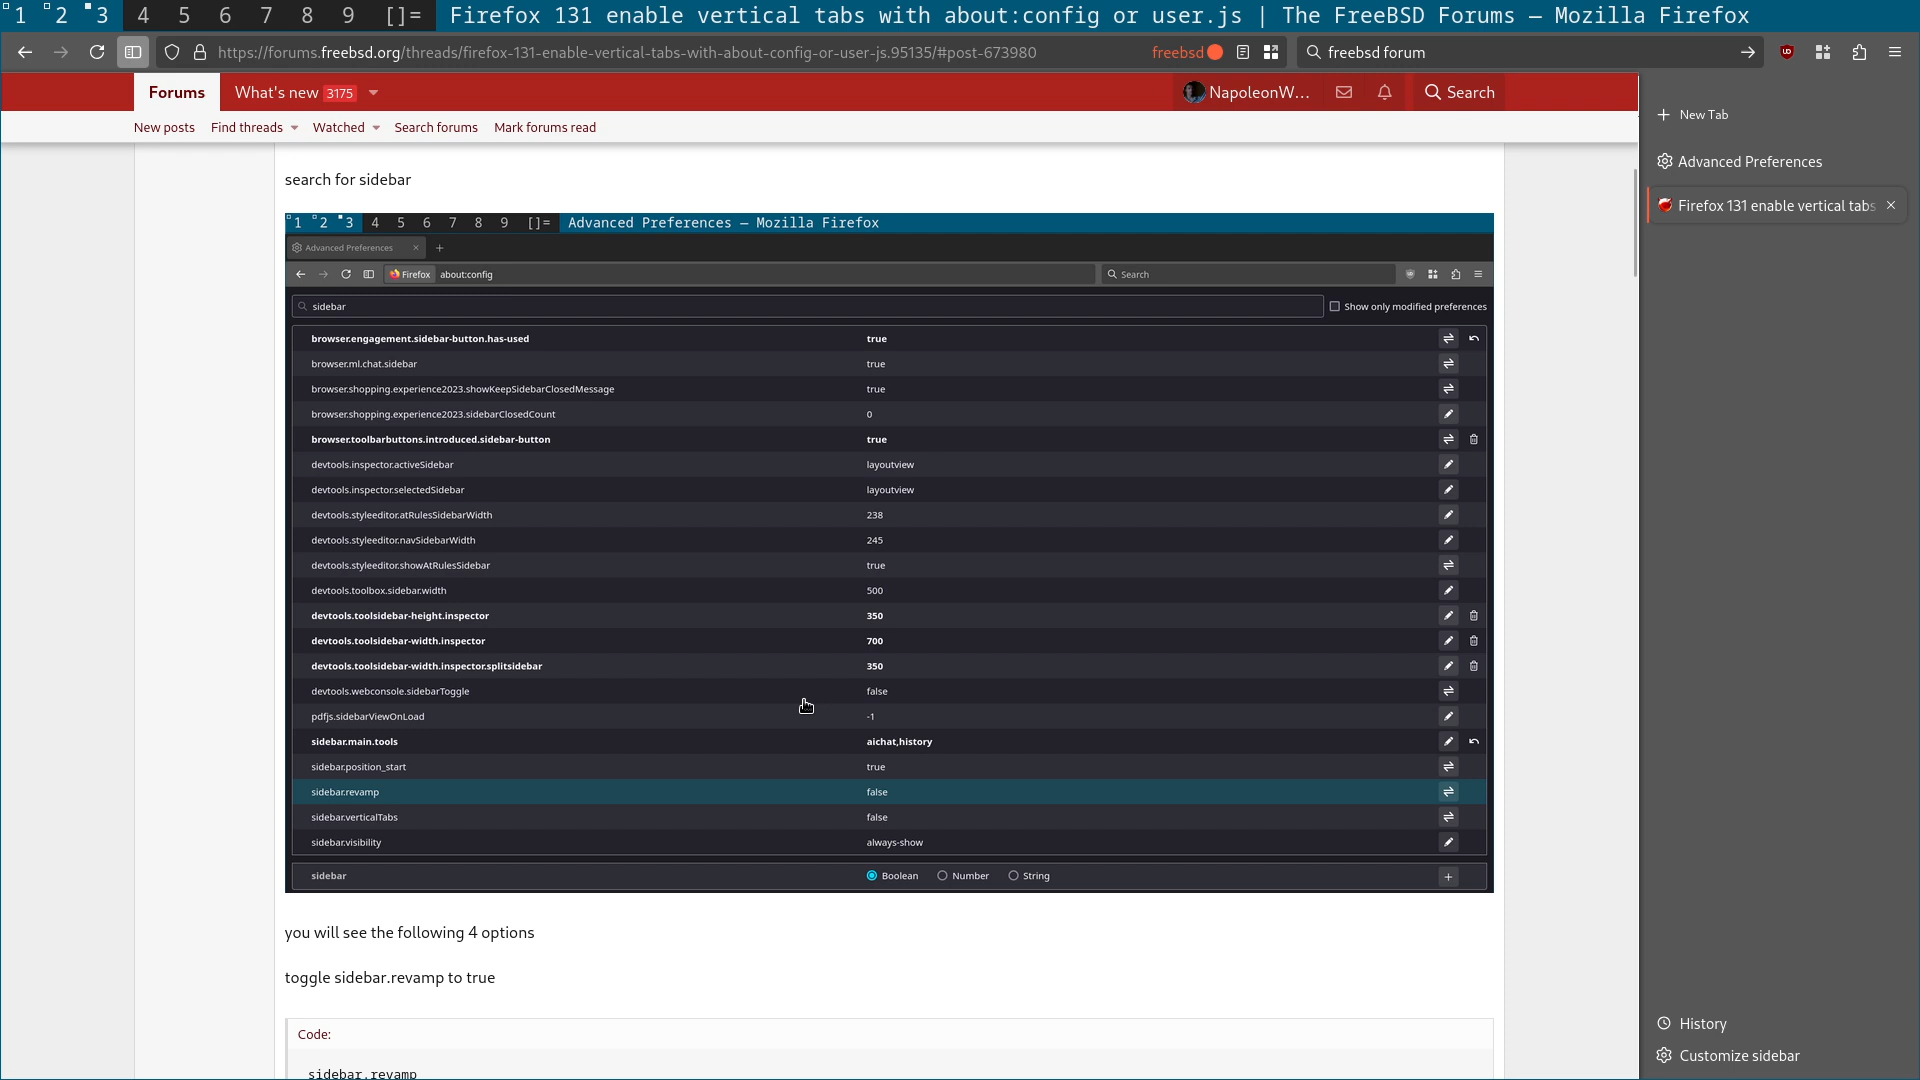 1 2 3 4 5 6 7 8 9 []= Firefox 131 enable vertical tabs with about:config or user.js | The FreeBSD Forums — Mozilla Firefox
https://forums.freebsd.org/threads/firefox-131-enable-vertical-tabs-with-about-config-or-user-js.95135/#post-673980 freebsd freebsd forum
Forums What's new 3175 NapoleonW... Search
New posts Find threads Watched Search forums Mark forums read
New Tab
Advanced Preferences
Firefox 131 enable vertical tabs
search for sidebar
1 2 3 4 5 6 7 8 9 []= Advanced Preferences — Mozilla Firefox
Advanced Preferences
Firefox about:config Search
sidebar Show only modified preferences
browser.engagement.sidebar-button.has-used true
browser.ml.chat.sidebar true
browser.shopping.experience2023.showKeepSidebarClosedMessage true
browser.shopping.experience2023.sidebarClosedCount 0
browser.toolbarbuttons.introduced.sidebar-button true
devtools.inspector.activeSidebar layoutview
devtools.inspector.selectedSidebar layoutview
devtools.styleeditor.atRulesSidebarWidth 238
devtools.styleeditor.navSidebarWidth 245
devtools.styleeditor.showAtRulesSidebar true
devtools.toolbox.sidebar.width 500
devtools.toolsidebar-height.inspector 350
devtools.toolsidebar-width.inspector 700
devtools.toolsidebar-width.inspector.splitsidebar 350
devtools.webconsole.sidebarToggle false
pdfjs.sidebarViewOnLoad -1
sidebar.main.tools aichat,history
sidebar.position_start true
sidebar.revamp false
sidebar.verticalTabs false
sidebar.visibility always-show
sidebar Boolean Number String
you will see the following 4 options
toggle sidebar.revamp to true
Code:
sidebar.revamp
History
Customize sidebar